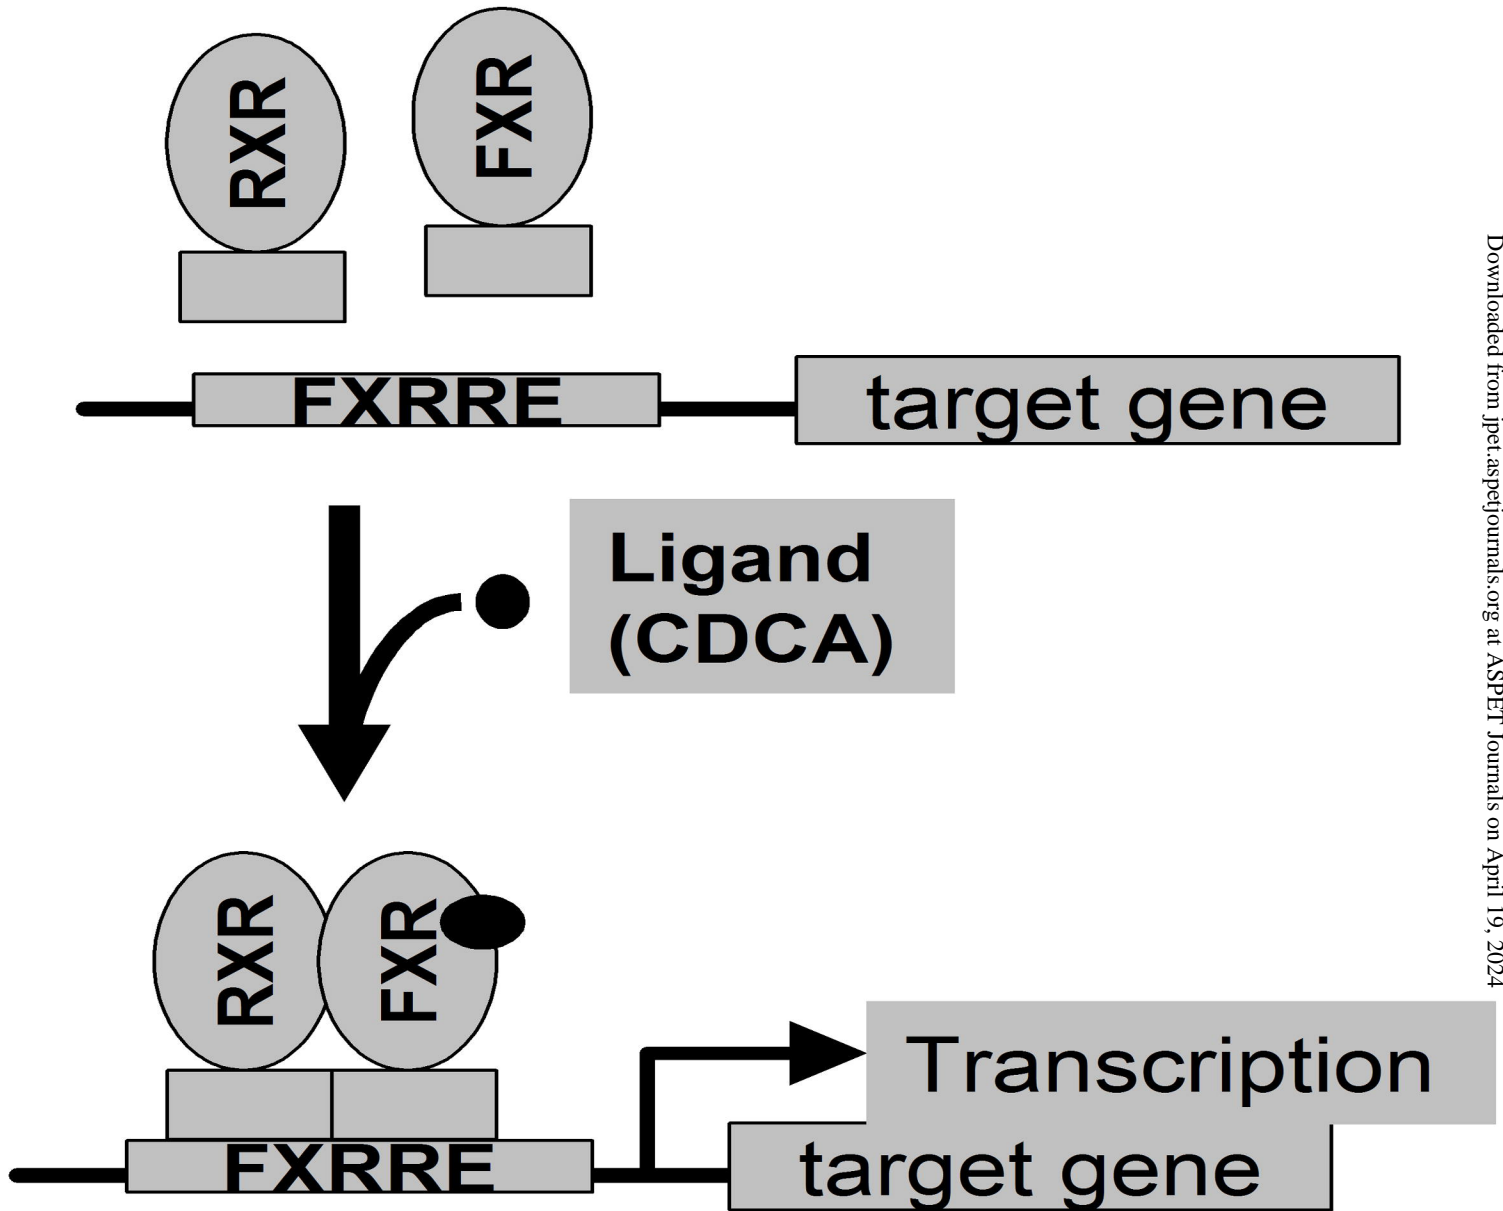 RXR
FXR
FXRRE
target gene
Ligand
(CDCA)
RXR
FXR
Transcription
FXRRE
target gene
Downloaded from jpet.aspetjournals.org at ASPET Journals on April 19, 2024